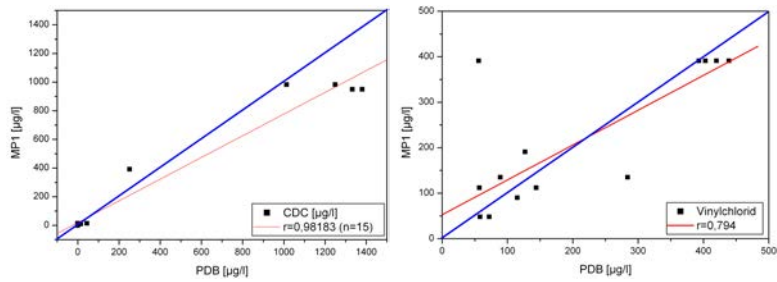 1400
1200
1000
800
600
400
200
0
MP1 [µg/l]
0 200 400 600 800 1000 1200 1400
PDB [µg/l]
CDC [µg/l]
r=0,98183 (n=15)
500
400
300
200
100
0
MP1 [µg/l]
0 100 200 300 400 500
PDB [µg/l]
Vinylchlorid
r=0,794